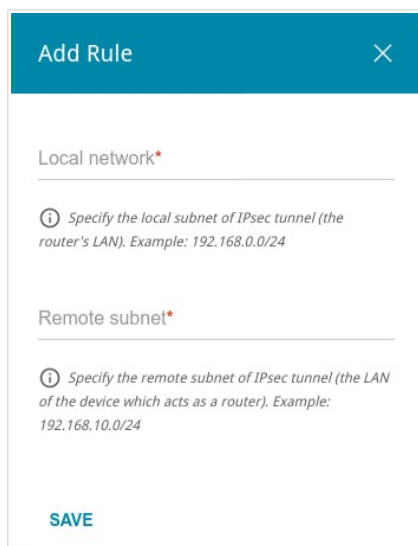 Add Rule
Local network*
Specify the local subnet of IPsec tunnel (the
router's LAN). Example: 192.168.0.0/24
Remote subnet*
Specify the remote subnet of IPsec tunnel (the LAN
of the device which acts as a router). Example:
192.168.10.0/24
SAVE